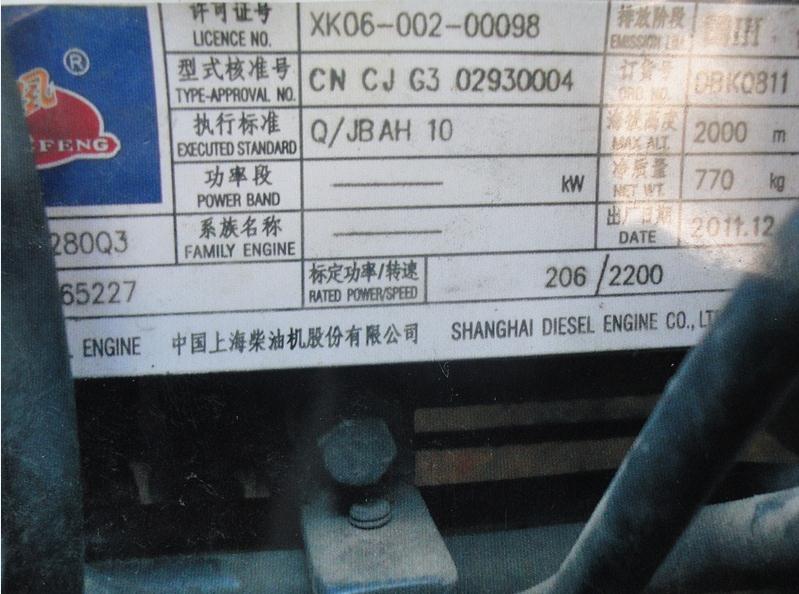 许可证号 LICENCE NO. XK06-002-00098 排放阶段
型式核准号 TYPE-APPROVAL NO. CN CJ G3 02930004 订货号 ORD NO. DBKQ811
执行标准 EXECUTED STANDARD Q/JBAH 10 海拔高度 MAX ALT. 2000 m
功率段 POWER BAND kW 净质量 NET WT. 770 kg
系族名称 FAMILY ENGINE 出厂日期 DATE 2011.12
®
FENG
280Q3
65227 标定功率/转速 RATED POWER/SPEED 206/2200
ENGINE 中国上海柴油机股份有限公司 SHANGHAI DIESEL ENGINE CO., LT